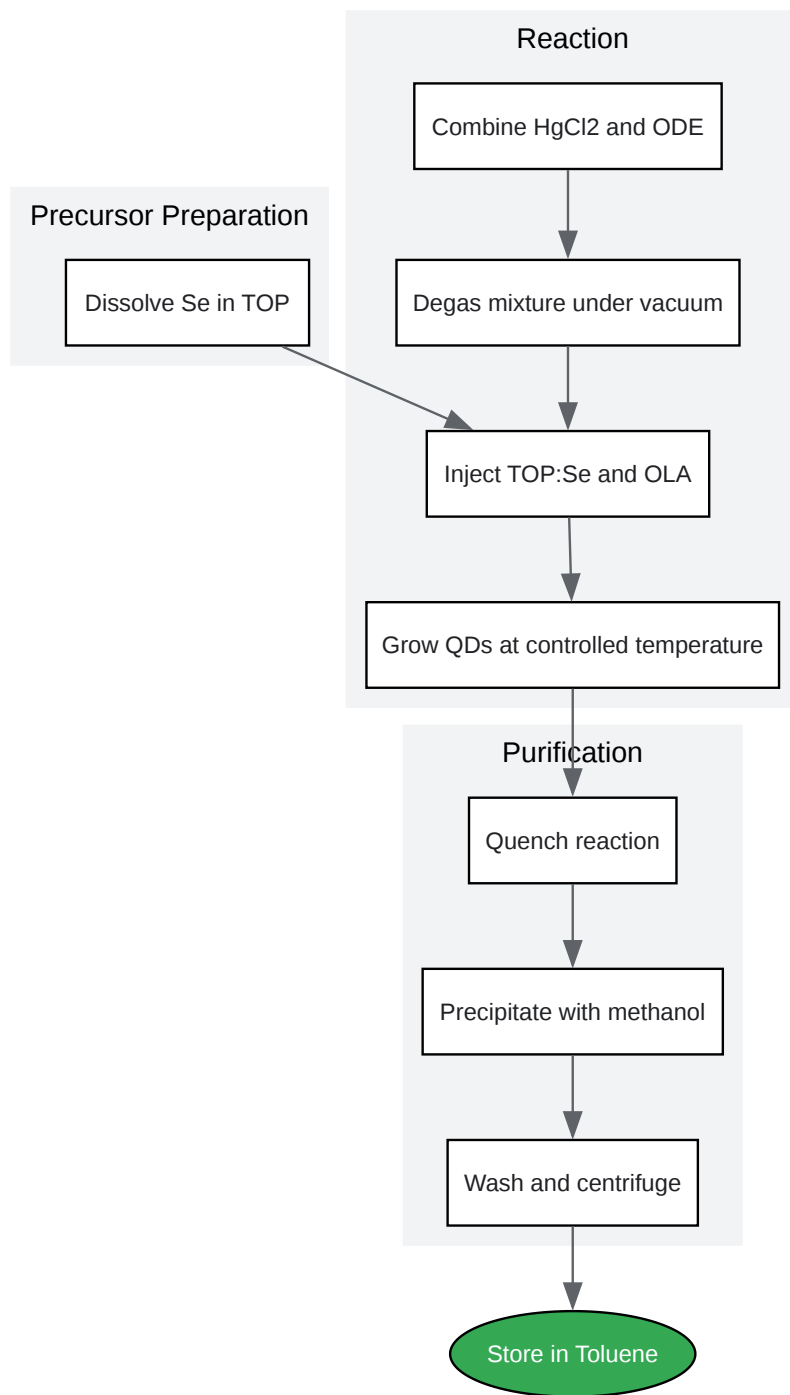 Reaction
Combine HgCl2 and ODE
Precursor Preparation
Dissolve Se in TOP
Degas mixture under vacuum
Inject TOP:Se and OLA
Grow QDs at controlled temperature
Purification
Quench reaction
Precipitate with methanol
Wash and centrifuge
Store in Toluene